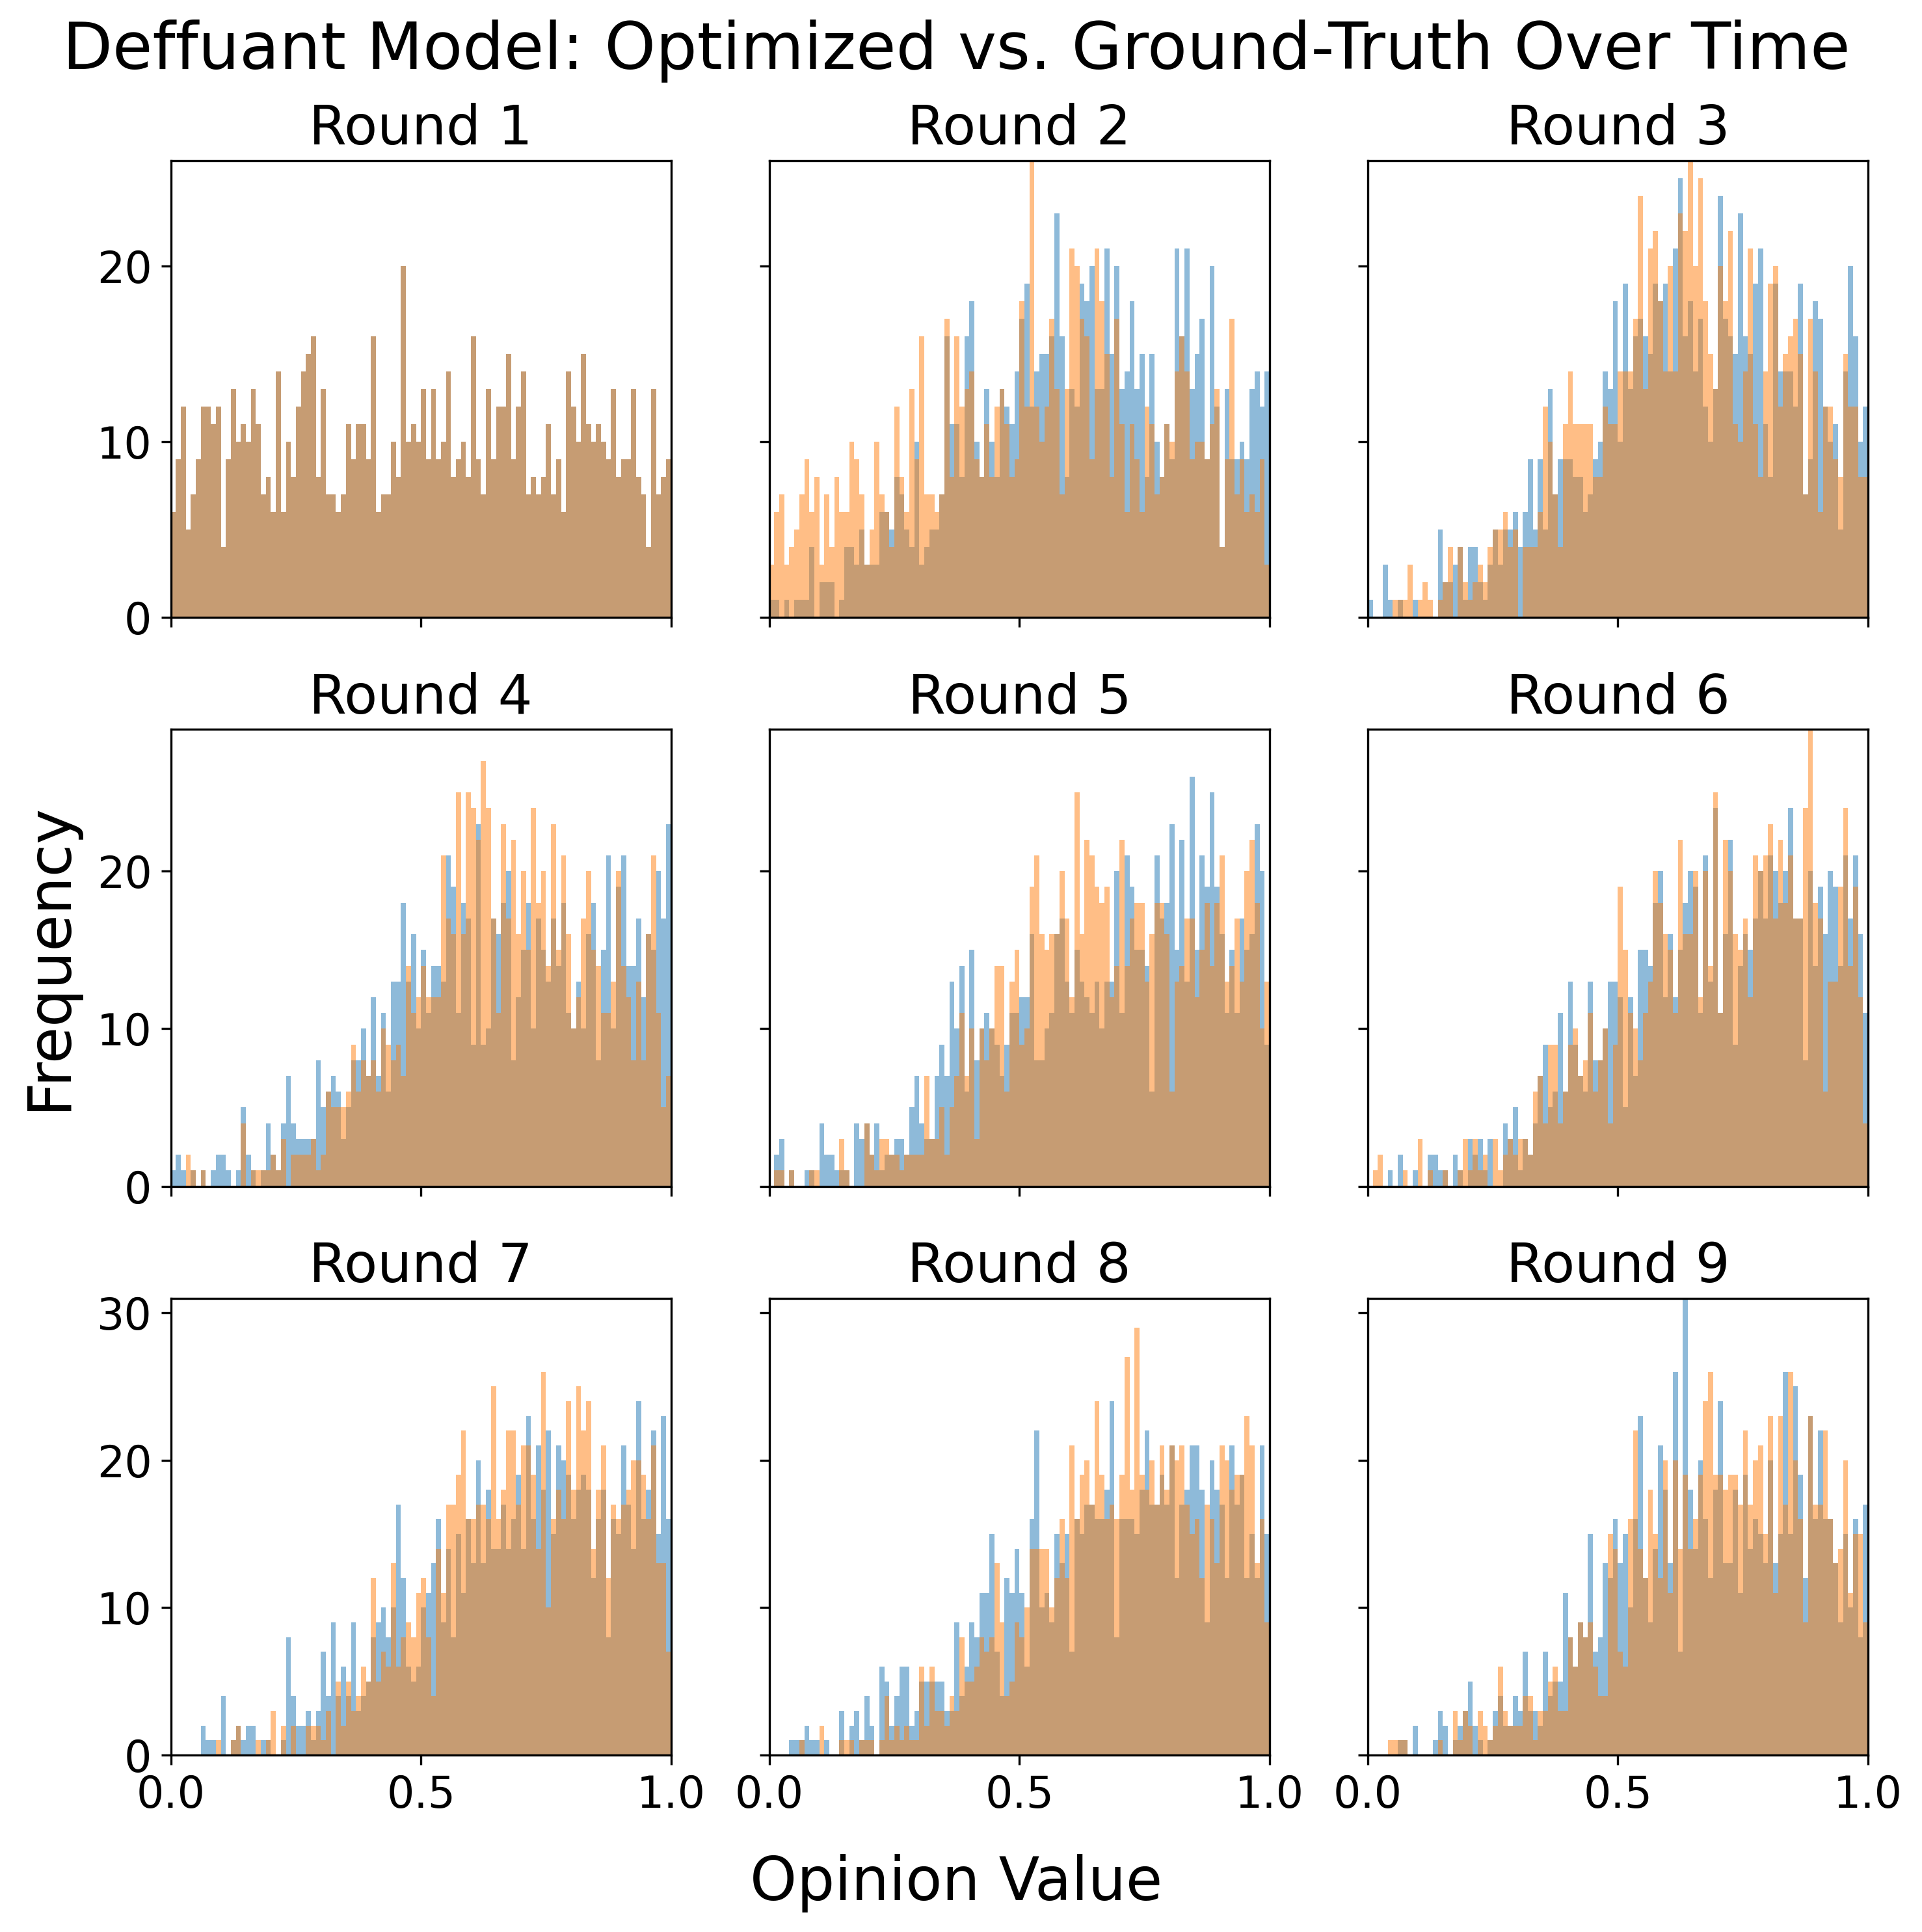 Deffuant Model: Optimized vs. Ground-Truth Over Time
Round 1
Round 2
Round 3
20
10
0
Round 4
Round 5
Round 6
Frequency
20
10
0
Round 7
Round 8
Round 9
30
20
10
0
0.0 0.5 1.0 0.0 0.5 1.0 0.0 0.5 1.0
Opinion Value